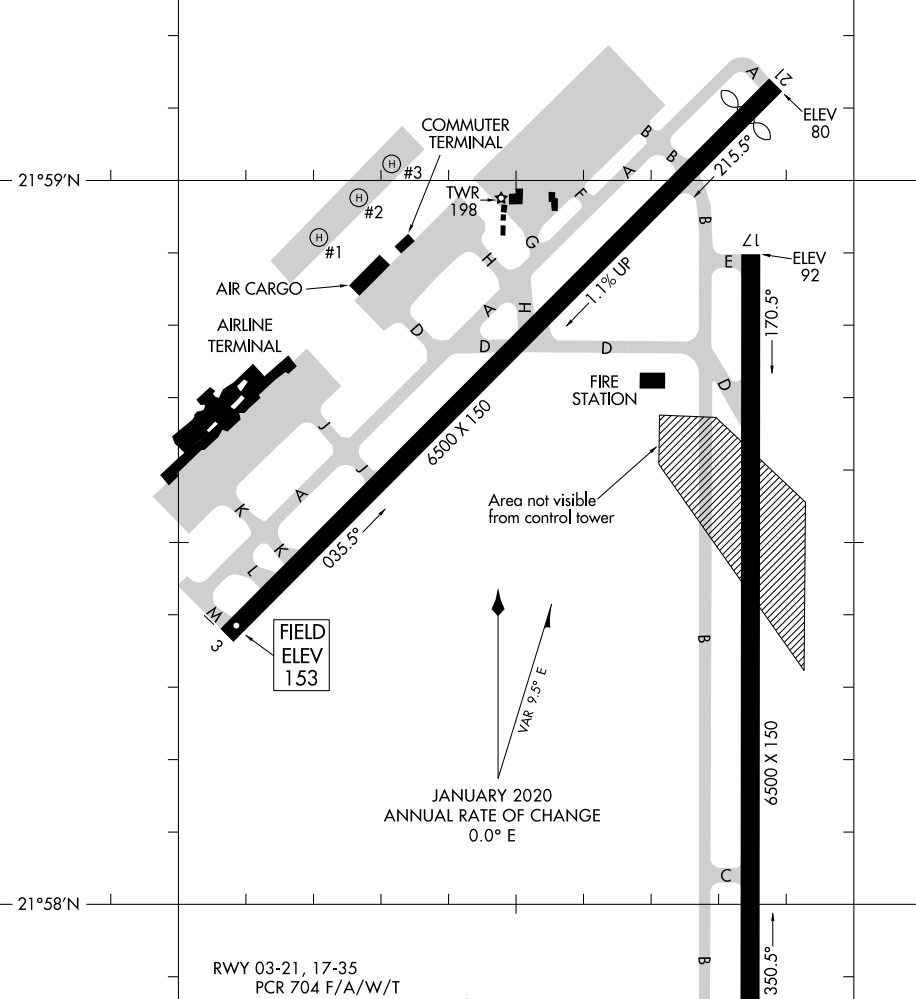 A
21
ELEV
80
COMMUTER
TERMINAL
B
B
215.5°
21°59'N
H
#3
A
H
#2
TWR
198
F
B
H
#1
G
17
E
ELEV
92
H
AIR CARGO
1.1% UP
A
H
170.5°
AIRLINE
TERMINAL
D
D
D
FIRE
STATION
D
6500 X 150
J
J
A
K
Area not visible
from control tower
035.5°
K
L
M
3
FIELD
ELEV
153
B
VAR 9.5° E
6500 X 150
JANUARY 2020
ANNUAL RATE OF CHANGE
0.0° E
C
21°58'N
B
350.5°
RWY 03-21, 17-35
PCR 704 F/A/W/T